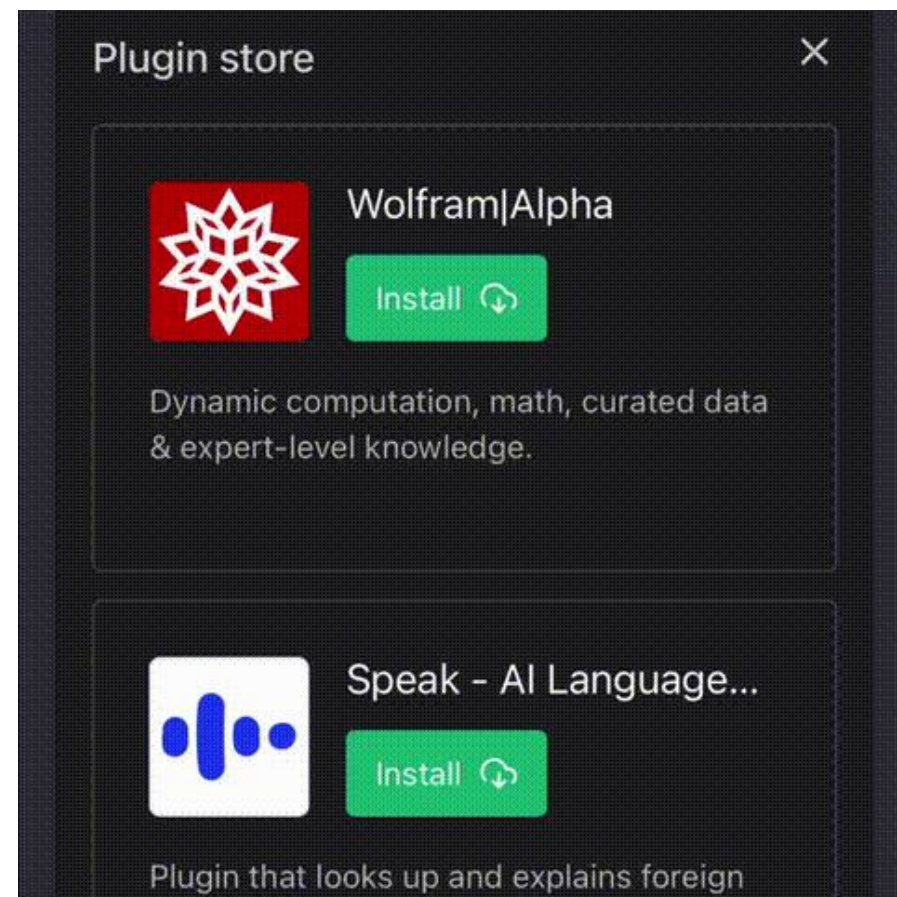 Plugin store
Wolfram|Alpha
Install
Dynamic computation, math, curated data
& expert-level knowledge.
Speak - AI Language...
Install
Plugin that looks up and explains foreign